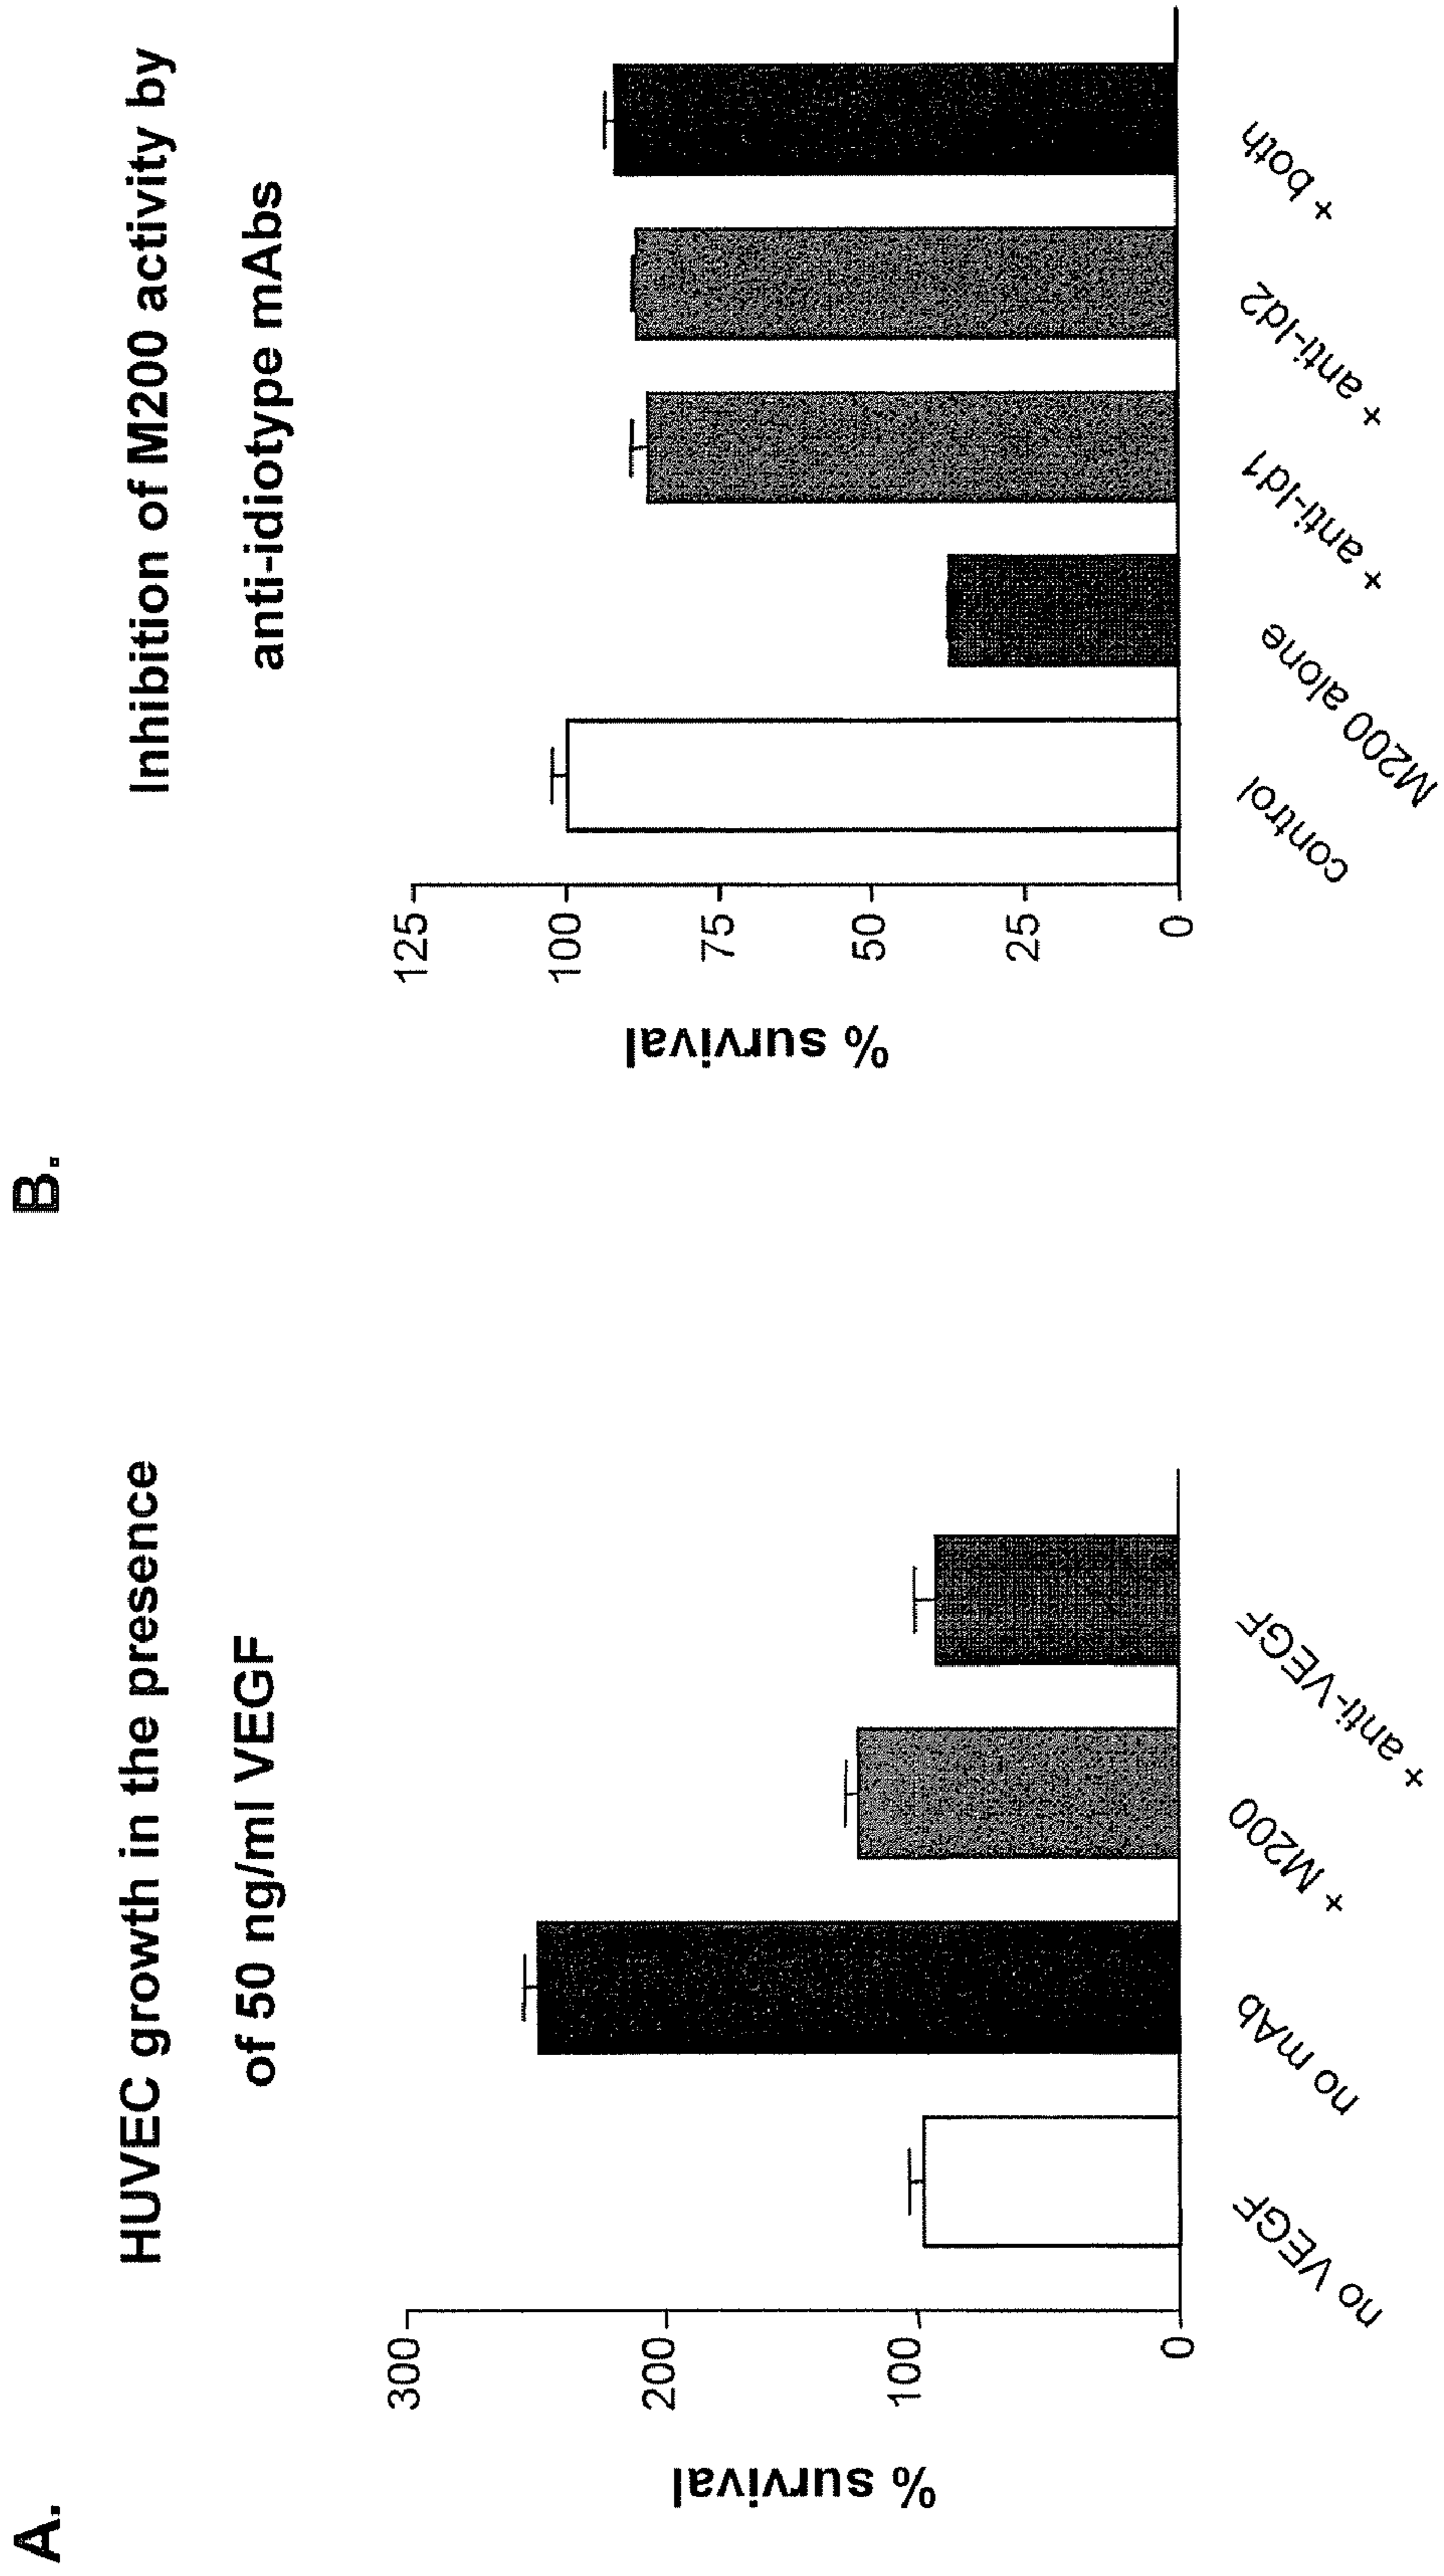 A.
HUVEC growth in the presence
of 50 ng/ml VEGF
% survival
300
200
100
0
no VEGF
no mAb
+ M200
+ anti-VEGF
B.
Inhibition of M200 activity by
anti-idiotype mAbs
% survival
125
100
75
50
25
0
control
M200 alone
+ anti-Id1
+ anti-Id2
+ both